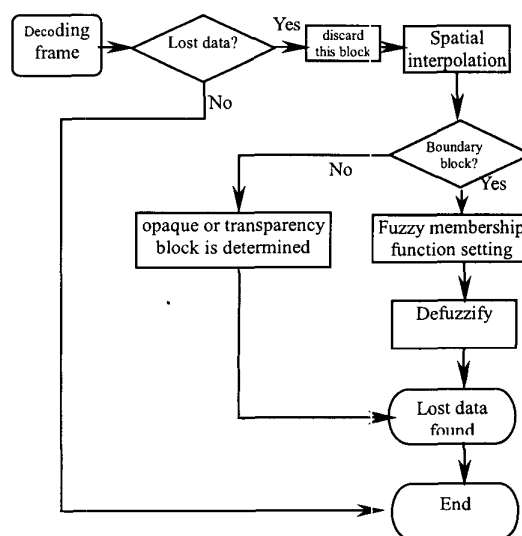 Decoding
frame
Lost data?
Yes
discard
this block
Spatial
interpolation
No
Boundary
block?
No
Yes
opaque or transparency
block is determined
Fuzzy membership
function setting
Defuzzify
Lost data
found
End